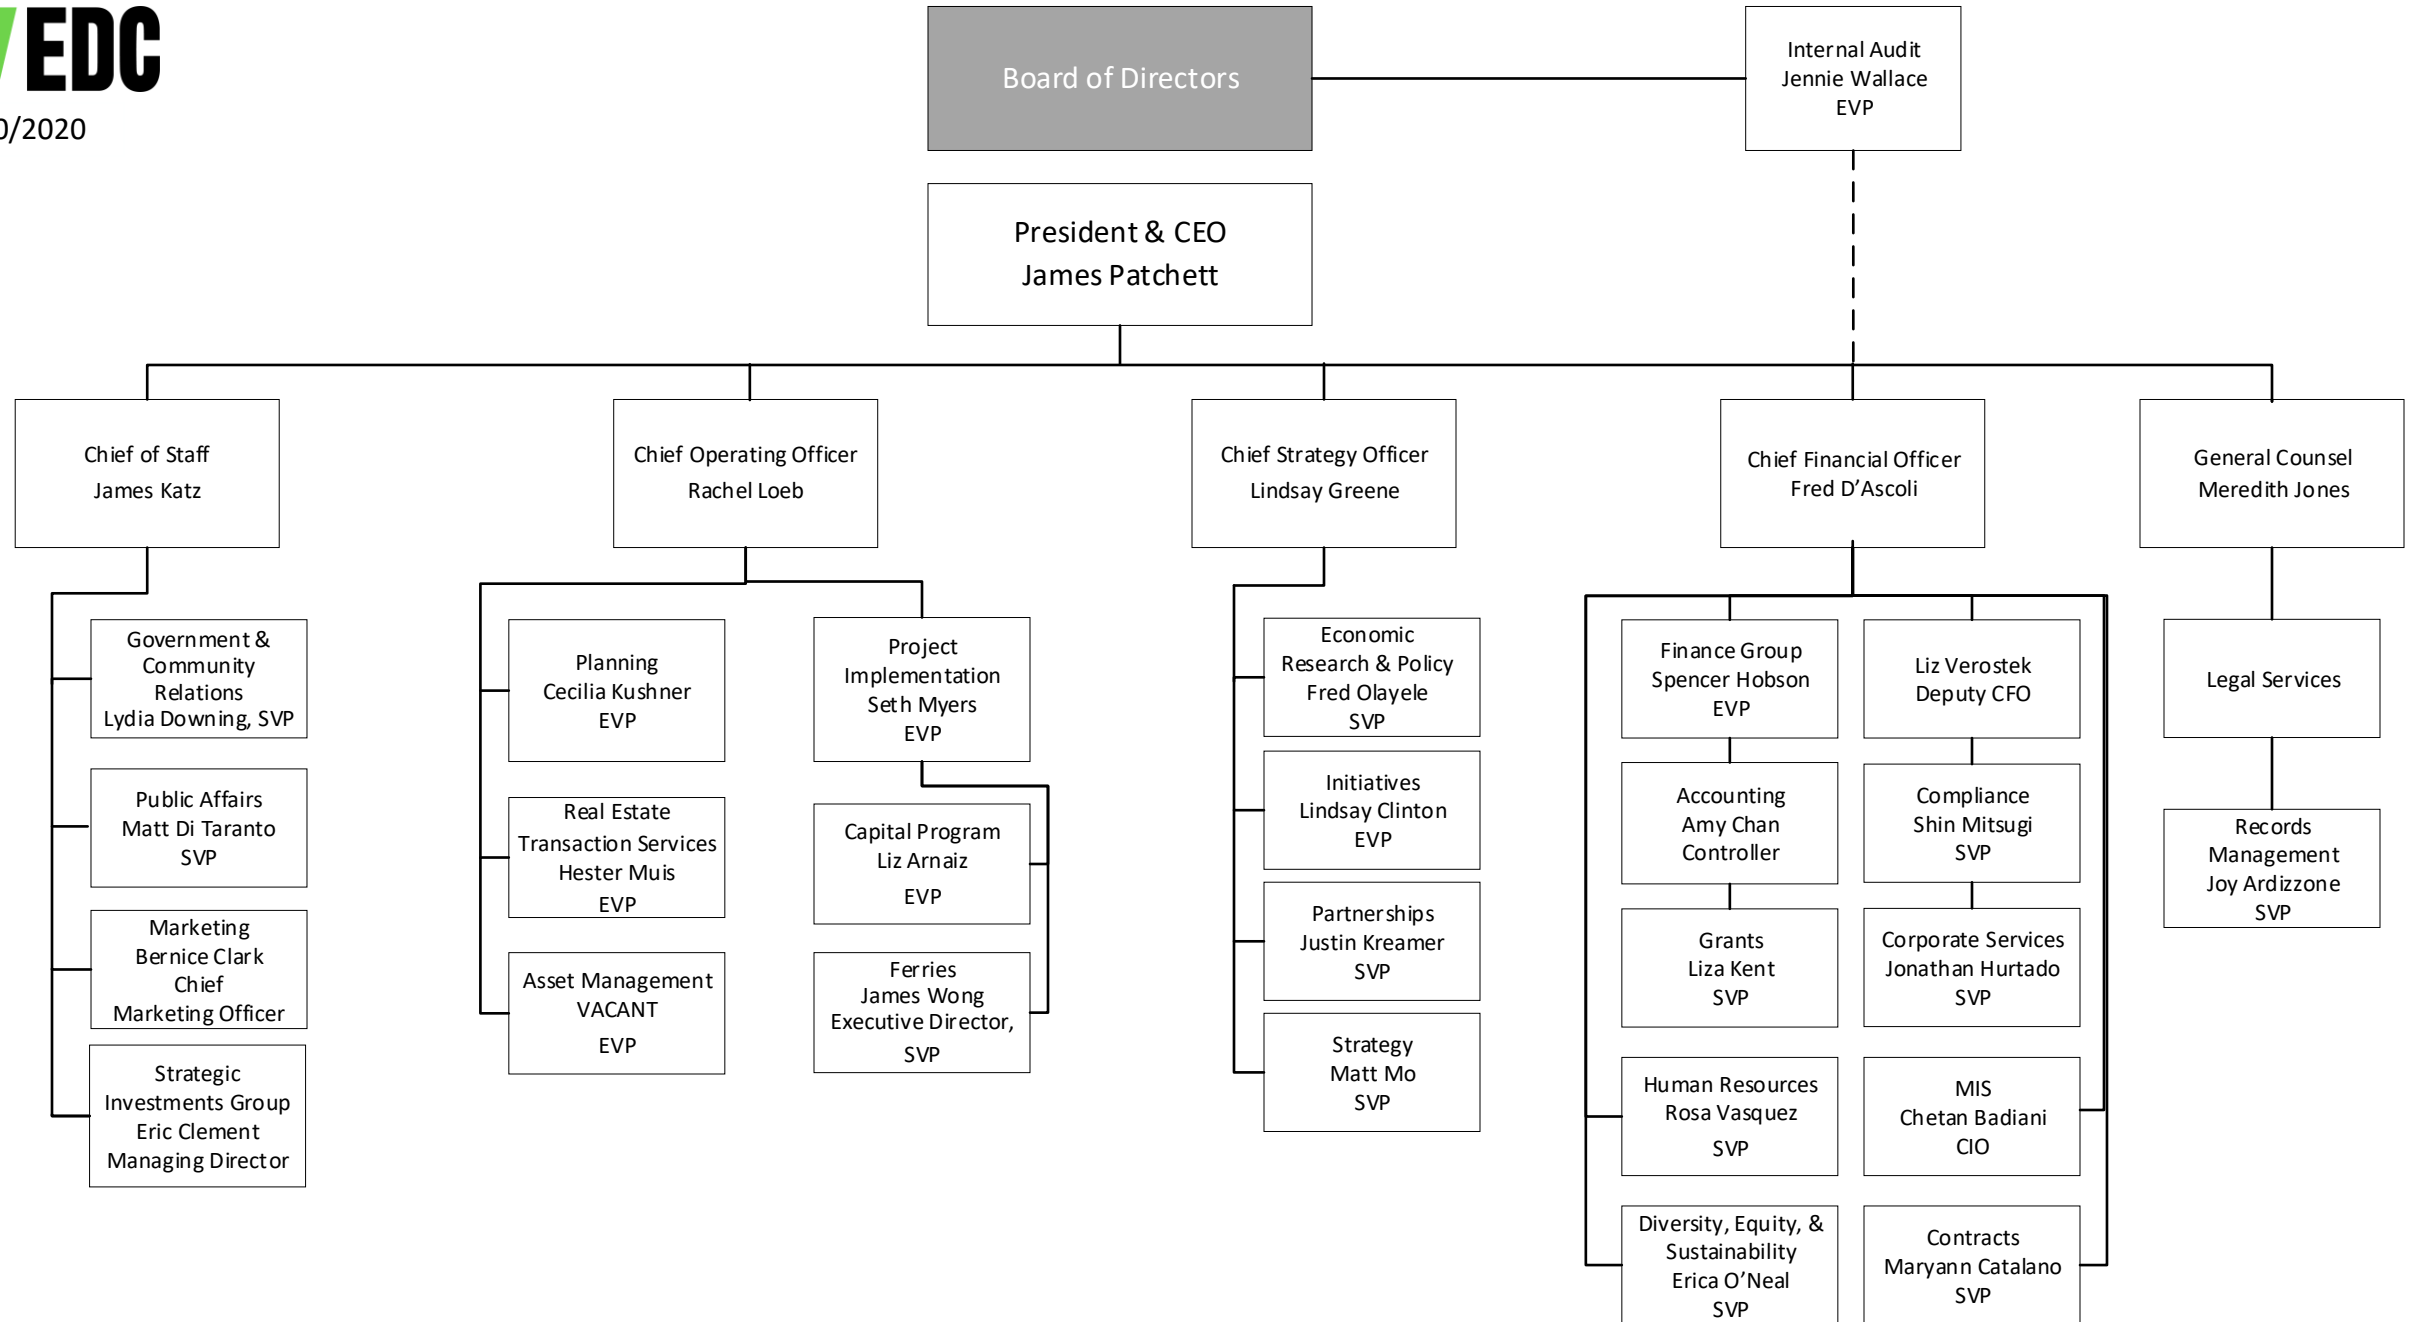 EDC
0/2020
Board of Directors
Internal Audit
Jennie Wallace
EVP
President & CEO
James Patchett
Chief of Staff
James Katz
Chief Operating Officer
Rachel Loeb
Chief Strategy Officer
Lindsay Greene
Chief Financial Officer
Fred D’Ascoli
General Counsel
Meredith Jones
Government &
Community
Relations
Lydia Downing, SVP
Public Affairs
Matt Di Taranto
SVP
Marketing
Bernice Clark
Chief
Marketing Officer
Strategic
Investments Group
Eric Clement
Managing Director
Planning
Cecilia Kushner
EVP
Real Estate
Transaction Services
Hester Muis
EVP
Asset Management
VACANT
EVP
Project
Implementation
Seth Myers
EVP
Capital Program
Liz Arnaiz
EVP
Ferries
James Wong
Executive Director,
SVP
Economic
Research & Policy
Fred Olayele
SVP
Initiatives
Lindsay Clinton
EVP
Partnerships
Justin Kreamer
SVP
Strategy
Matt Mo
SVP
Finance Group
Spencer Hobson
EVP
Accounting
Amy Chan
Controller
Grants
Liza Kent
SVP
Human Resources
Rosa Vasquez
SVP
Diversity, Equity, &
Sustainability
Erica O’Neal
SVP
Liz Verostek
Deputy CFO
Compliance
Shin Mitsugi
SVP
Corporate Services
Jonathan Hurtado
SVP
MIS
Chetan Badiani
CIO
Contracts
Maryann Catalano
SVP
Legal Services
Records
Management
Joy Ardizzone
SVP